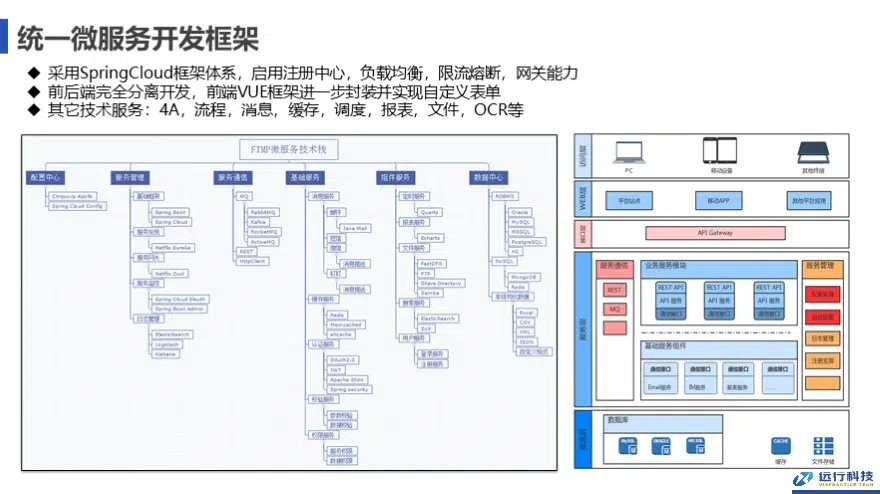 统一微服务开发框架
◆ 采用SpringCloud框架体系，启用注册中心，负载均衡，限流熔断，网关能力
◆ 前后端完全分离开发，前端VUE框架进一步封装并实现自定义表单
◆ 其它技术服务：4A，流程，消息，缓存，调度，报表，文件，OCR等
FTMP微服务技术栈
配置中心
Ctripcorp Apollo
Spring Cloud Config
服务管理
基础框架
Spring Boot
Spring Cloud
服务发现
Netflix Eureka
服务网关
Netflix Zuul
服务监控
Spring Cloud Sleuth
Spring Boot Admin
日志管理
ElasticSearch
Logstash
Kibhana
服务通信
MQ
RabbitMQ
Kafka
RocketMQ
ActiveMQ
REST
HttpClient
基础服务
消息服务
邮件
Java Mail
短信
微信
消息推送
钉钉
消息推送
缓存服务
Redis
Memcached
ehcache
认证服务
OAuth2.0
JWT
Apache Shiro
Spring security
校验服务
参数校验
数据校验
权限服务
服务权限
数据权限
组件服务
定时服务
Quartz
报表服务
Echarts
文件服务
FastDFS
FTP
Share Directory
Samba
搜索服务
ElasticSearch
Solr
用户服务
登录服务
注册服务
数据中心
RDBMS
Oracle
MySQL
MSSQL
PostgreSQL
HC
NoSQL
MongoDB
Redis
非结构化数据
Excel
CSV
XML
JSON
自定义格式
访问层
PC
移动设备
其他终端
WEB层
平台站点
移动APP
其他平台应用
接口层
API Gateway
服务层
服务通信
REST
MQ
业务服务模块
REST API
REST API
REST API
API 服务
API 服务
API 服务
通信接口
通信接口
通信接口
基础服务组件
通信接口
通信接口
通信接口
通信接口
Email服务
IM服务
搜索服务
......
服务管理
配置管理
日志管理
注册发现
......
数据库
MySQL
ORACLE
MS SQL
CACHE
缓存
文件存储
远行科技
VIAPRACTICE TECH